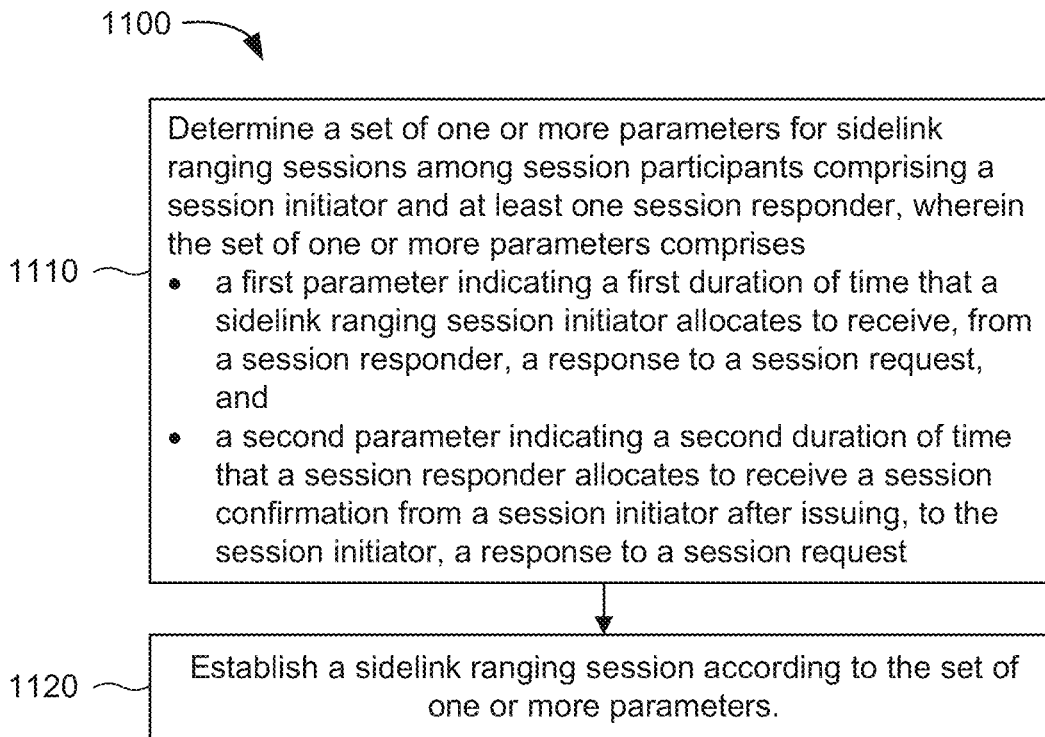 1100
Determine a set of one or more parameters for sidelink
ranging sessions among session participants comprising a
session initiator and at least one session responder, wherein
the set of one or more parameters comprises
1110
• a first parameter indicating a first duration of time that a
sidelink ranging session initiator allocates to receive, from
a session responder, a response to a session request,
and
• a second parameter indicating a second duration of time
that a session responder allocates to receive a session
confirmation from a session initiator after issuing, to the
session initiator, a response to a session request
1120
Establish a sidelink ranging session according to the set of
one or more parameters.